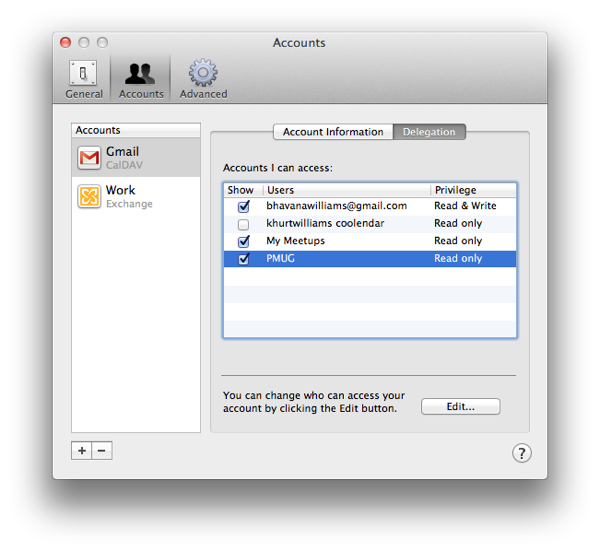 Accounts
General Accounts Advanced
Accounts
Gmail
CalDAV
Work
Exchange
Account Information Delegation
Accounts I can access:
Show Users Privilege
bhavanawilliams@gmail.com Read & Write
khurtwilliams coolendar Read only
My Meetups Read only
PMUG Read only
You can change who can access your
account by clicking the Edit button.
Edit...
+ −
?